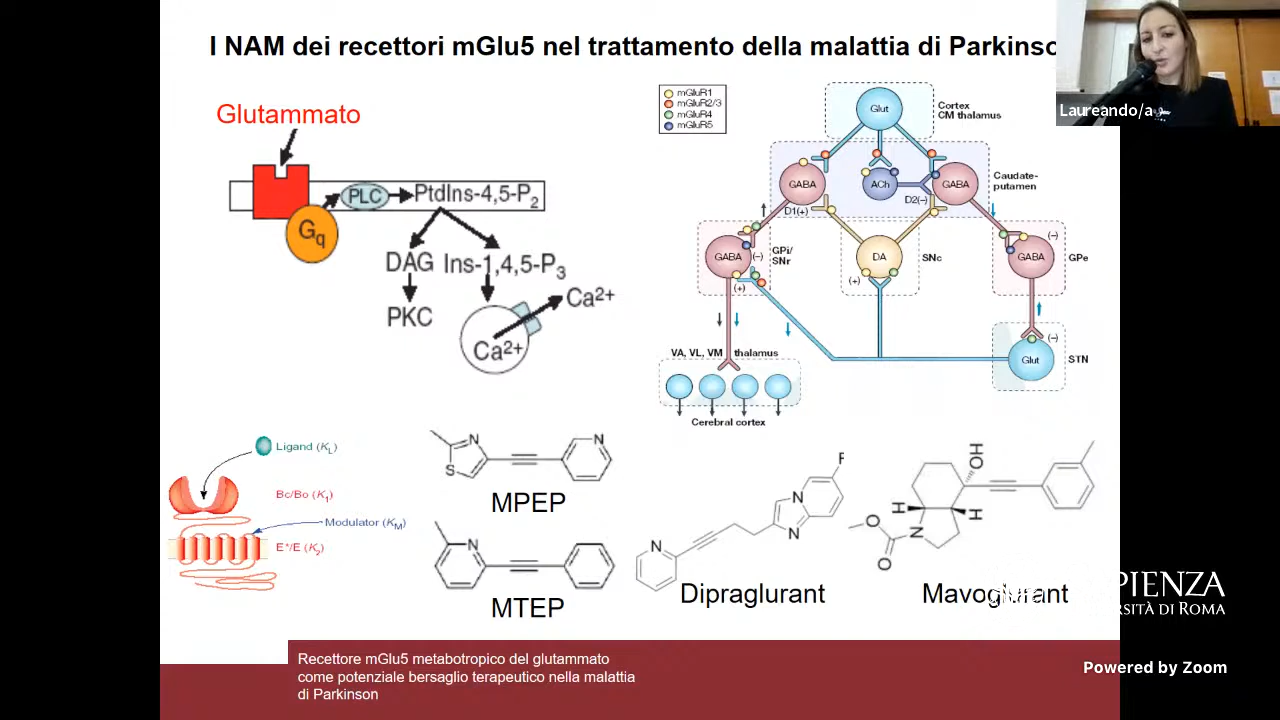 I NAM dei recettori mGlu5 nel trattamento della malattia di
Laureando/a
Glutammato
PLC
PtdIns-4,5-P2
Gq
DAG
Ins-1,4,5-P3
PKC
Ca2+
Ca2+
mGluR1
mGluR2/3
mGluR4
mGluR5
Glut
Cortex
CM thalamus
GABA
ACh
GABA
Caudate-
putamen
D1(+)
D2(−)
GABA
(−)
GPi/
SNr
DA
SNc
(−)
GABA
GPe
(+)
(+)
(−)
Glut
STN
VA, VL, VM thalamus
Cerebral cortex
Ligand (KL)
Bc/Bo (K1)
Modulator (KM)
E*/E (K2)
N
S
N
MPEP
N
MTEP
F
N
N
N
Dipraglurant
OH
H
H
N
O
O
Recettore mGlu5 metabotropico del glutammato
come potenziale bersaglio terapeutico nella malattia
di Parkinson
DI ROMA
Powered by Zoom